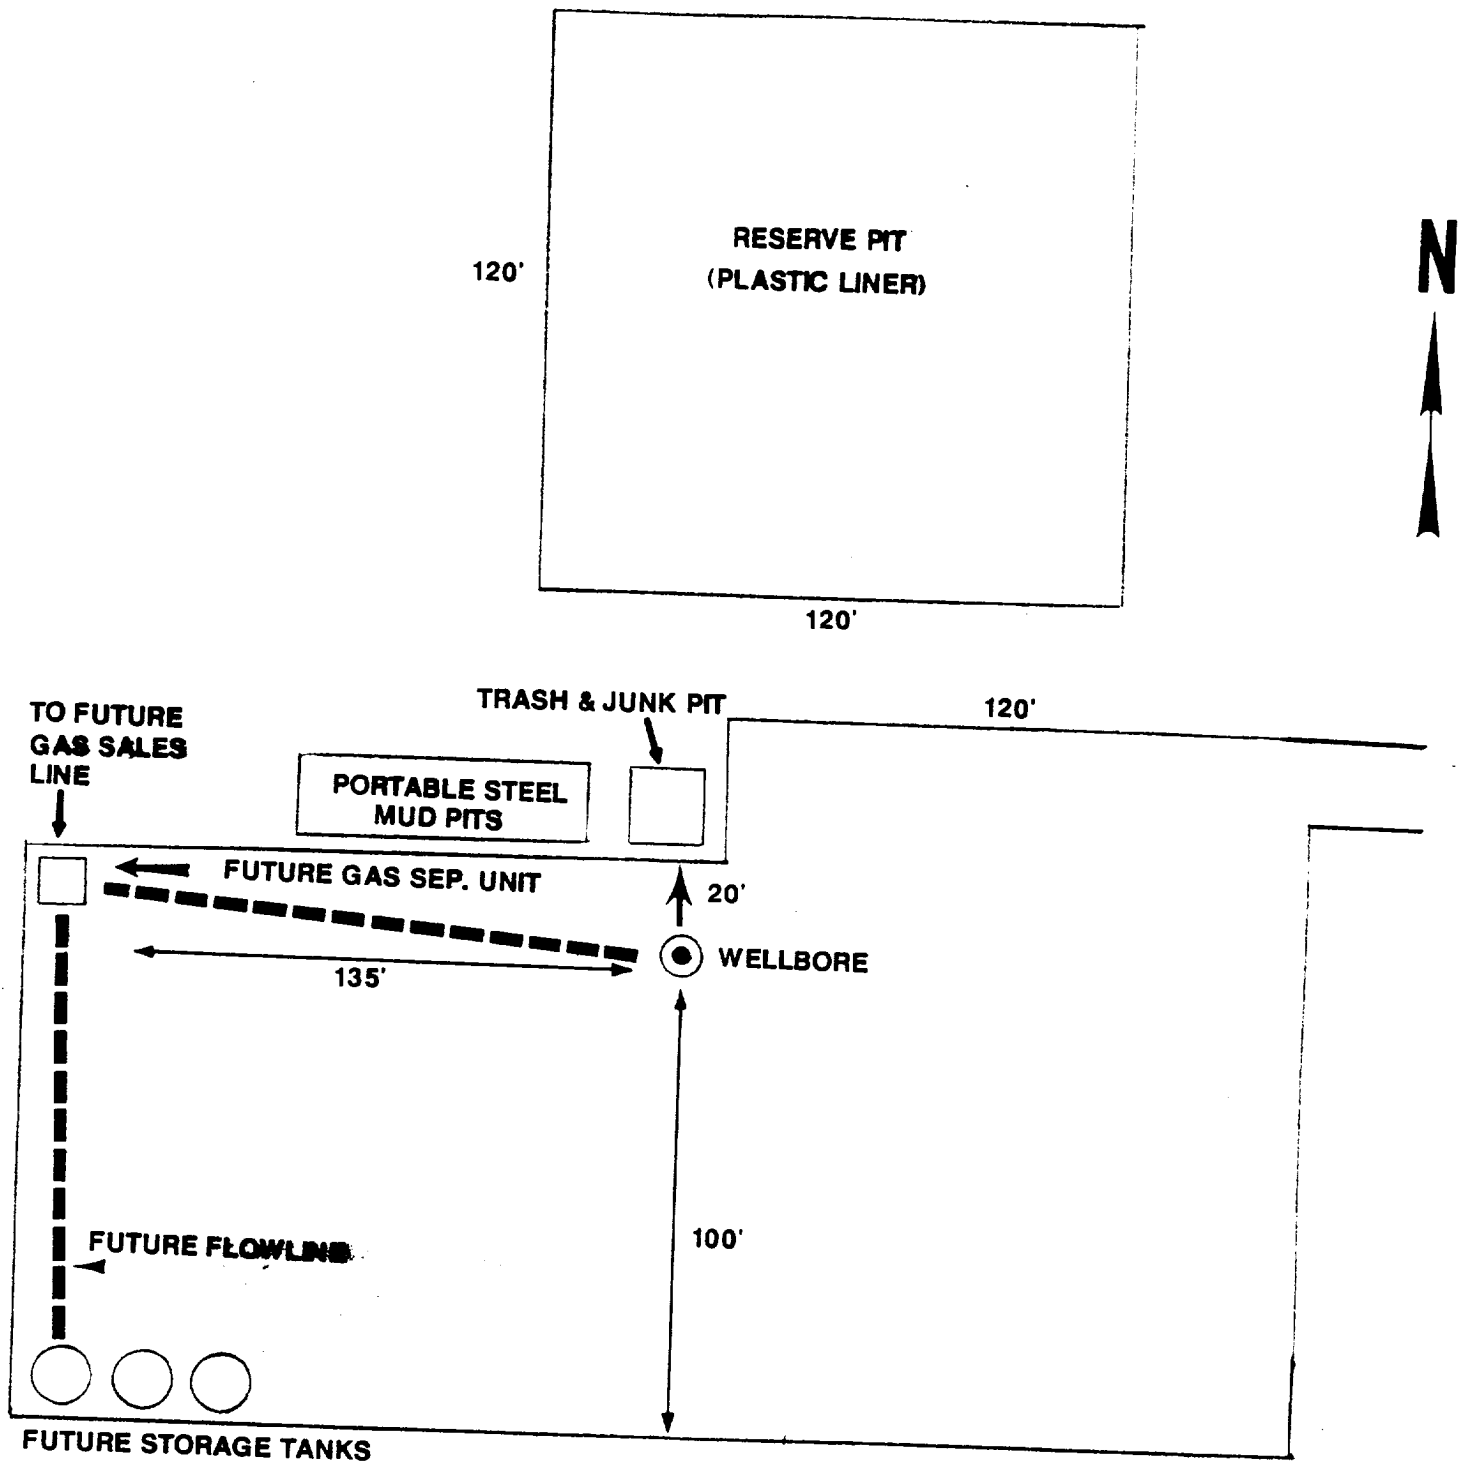 RESERVE PIT
(PLASTIC LINER)
120'
N
120'
TRASH & JUNK PIT
120'
TO FUTURE
GAS SALES
LINE
PORTABLE STEEL
MUD PITS
FUTURE GAS SEP. UNIT
20'
WELLBORE
135'
100'
FUTURE FLOWLINE
FUTURE STORAGE TANKS